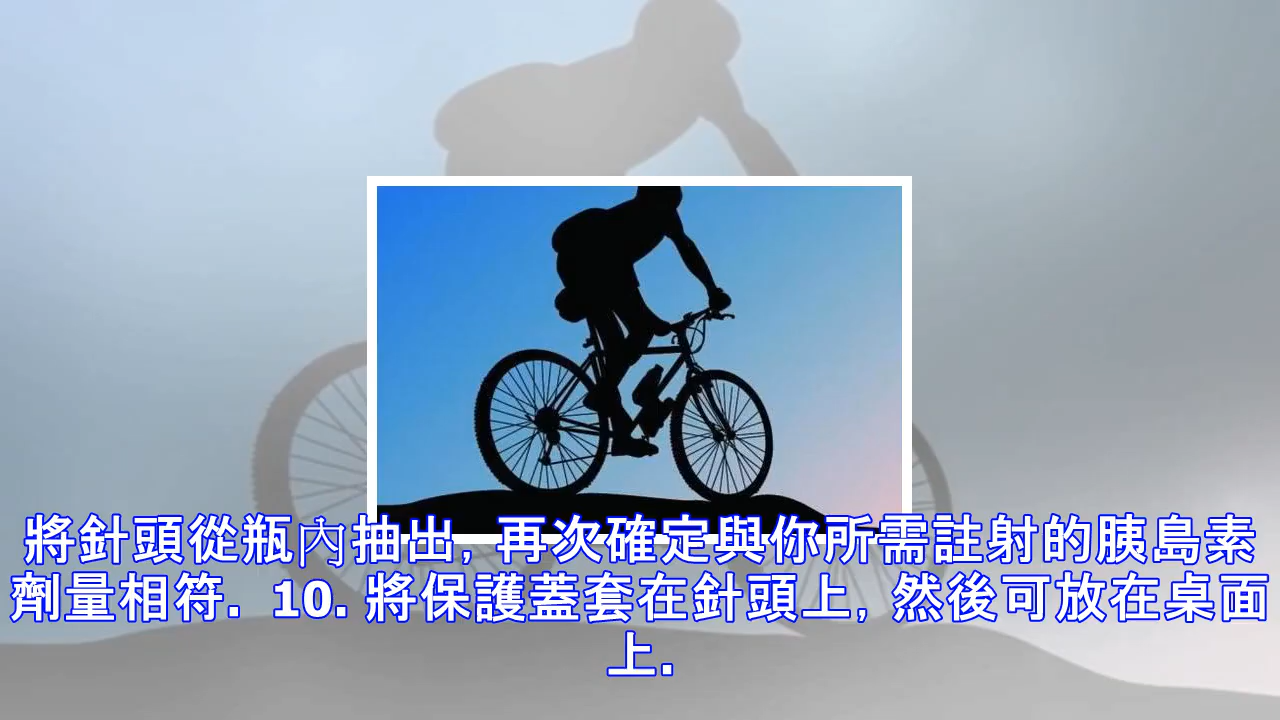 將針頭從瓶內抽出, 再次確定與你所需註射的胰島素
劑量相符. 10. 將保護蓋套在針頭上, 然後可放在桌面
上.